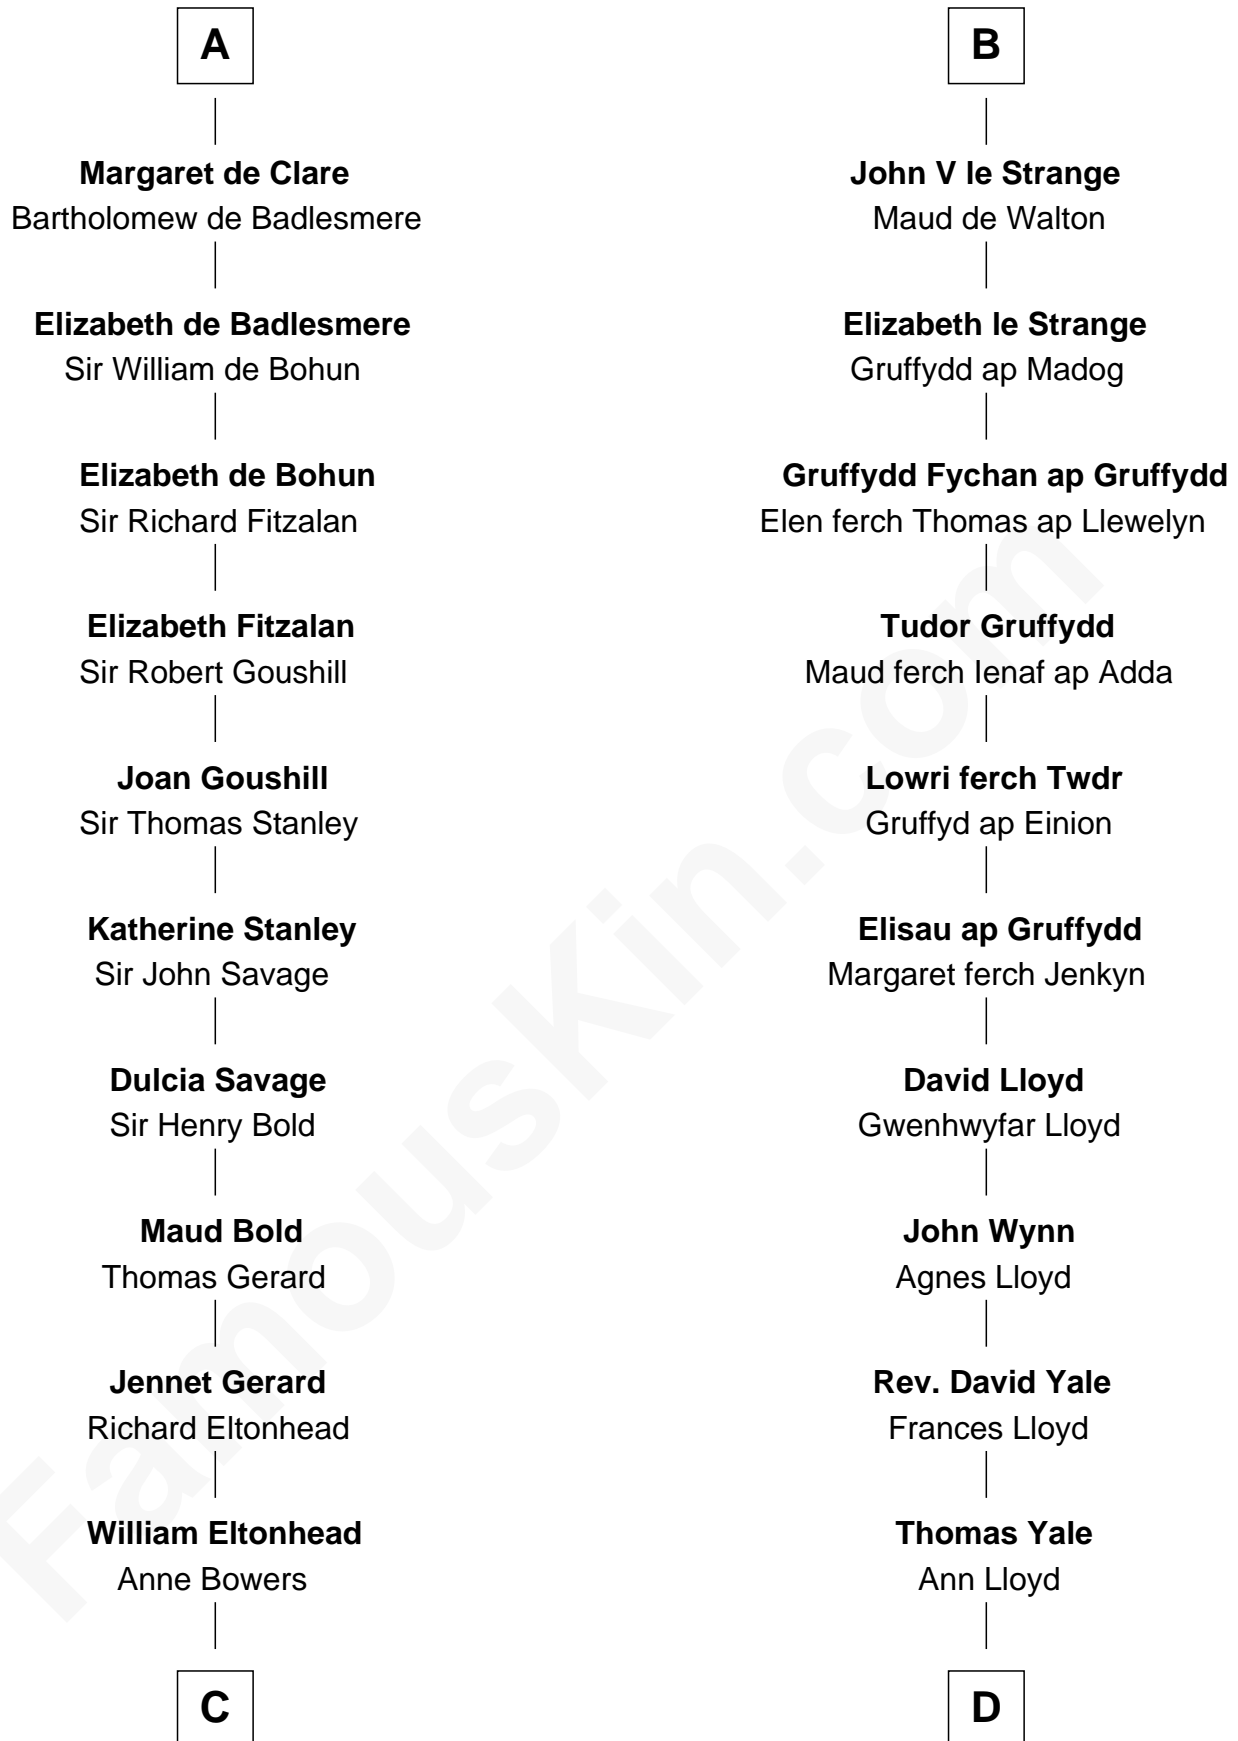 A
Margaret de Clare
Bartholomew de Badlesmere
Elizabeth de Badlesmere
Sir William de Bohun
Elizabeth de Bohun
Sir Richard Fitzalan
Elizabeth Fitzalan
Sir Robert Goushill
Joan Goushill
Sir Thomas Stanley
Katherine Stanley
Sir John Savage
Dulcia Savage
Sir Henry Bold
Maud Bold
Thomas Gerard
Jennet Gerard
Richard Eltonhead
William Eltonhead
Anne Bowers
C
B
John V le Strange
Maud de Walton
Elizabeth le Strange
Gruffydd ap Madog
Gruffydd Fychan ap Gruffydd
Elen ferch Thomas ap Llewelyn
Tudor Gruffydd
Maud ferch Ienaf ap Adda
Lowri ferch Twdr
Gruffyd ap Einion
Elisau ap Gruffydd
Margaret ferch Jenkyn
David Lloyd
Gwenhwyfar Lloyd
John Wynn
Agnes Lloyd
Rev. David Yale
Frances Lloyd
Thomas Yale
Ann Lloyd
D
FamousKin.com